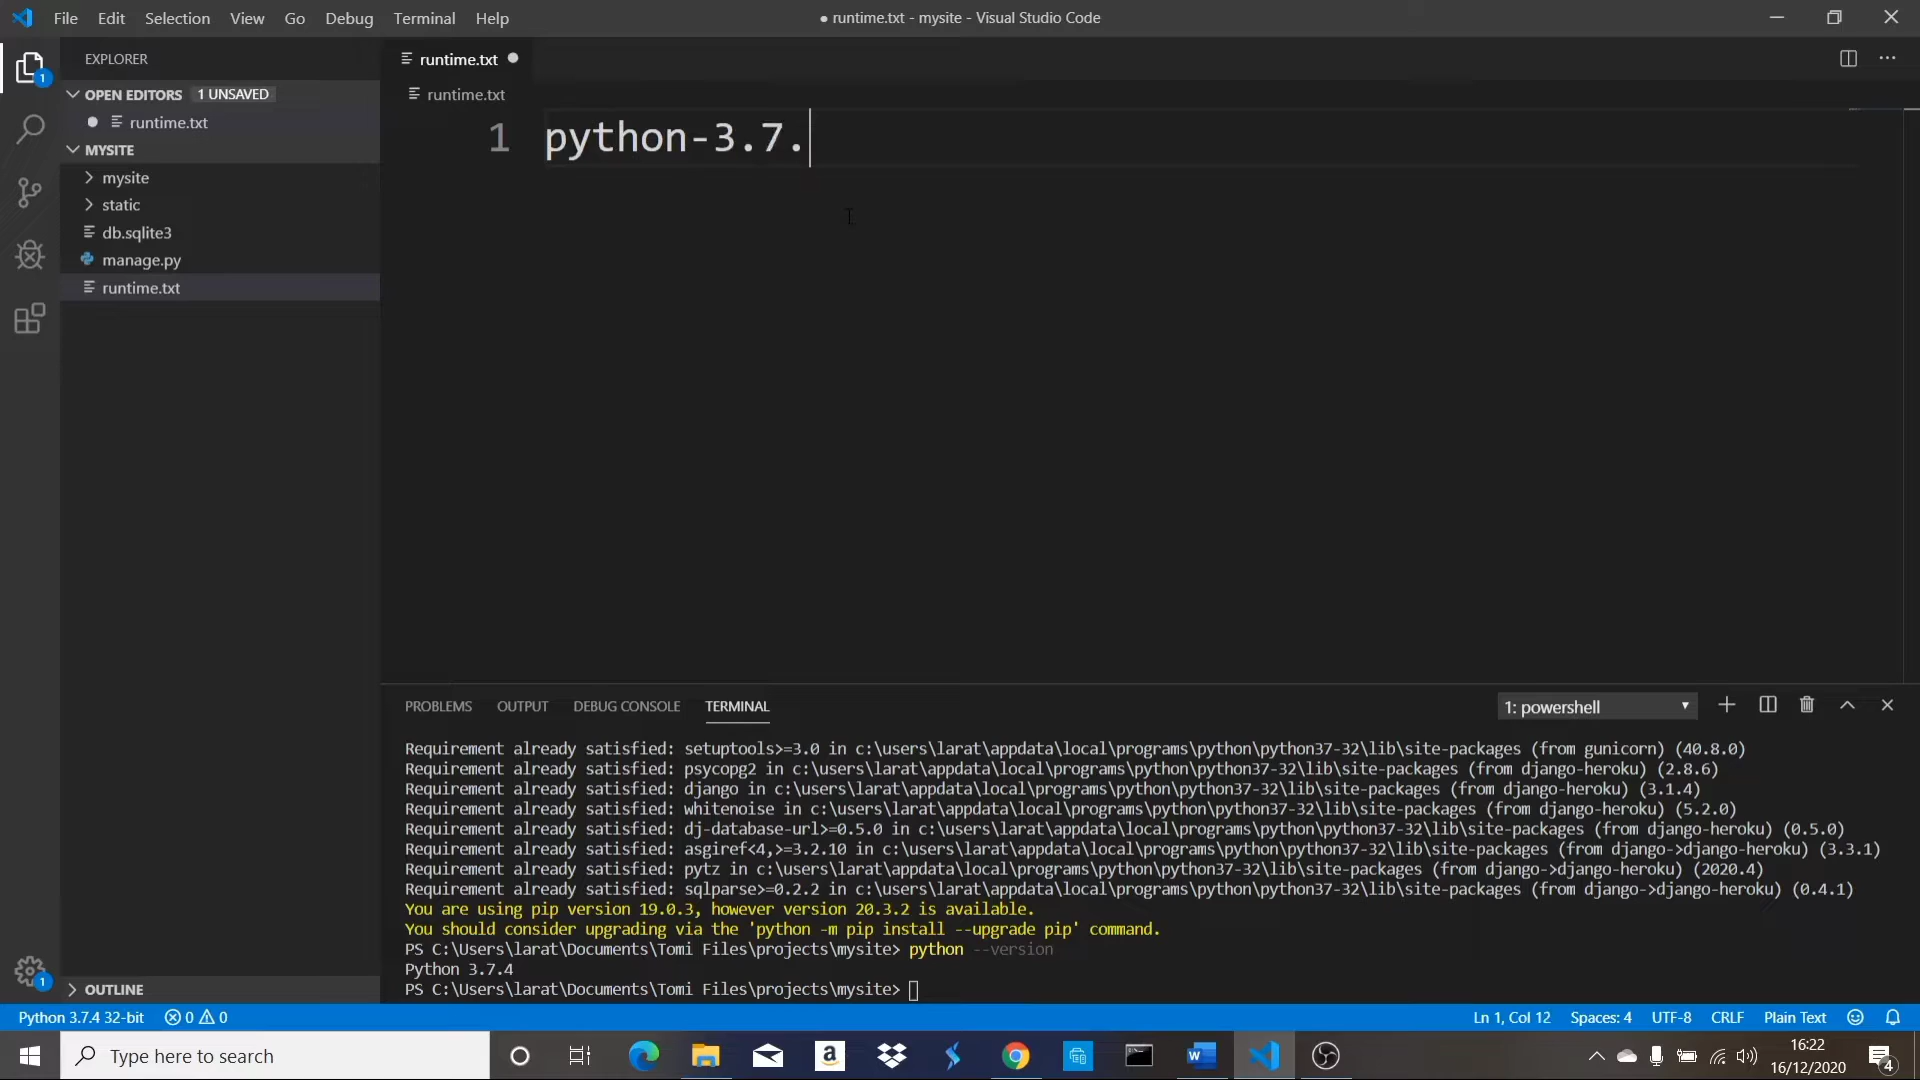 File Edit Selection View Go Debug Terminal Help
● runtime.txt - mysite - Visual Studio Code
1
EXPLORER
OPEN EDITORS 1 UNSAVED
runtime.txt
MYSITE
mysite
static
db.sqlite3
manage.py
runtime.txt
OUTLINE
1
runtime.txt
runtime.txt
1 python-3.7.
PROBLEMS OUTPUT DEBUG CONSOLE TERMINAL
1: powershell
Requirement already satisfied: setuptools>=3.0 in c:\users\larat\appdata\local\programs\python\python37-32\lib\site-packages (from gunicorn) (40.8.0)
Requirement already satisfied: psycopg2 in c:\users\larat\appdata\local\programs\python\python37-32\lib\site-packages (from django-heroku) (2.8.6)
Requirement already satisfied: django in c:\users\larat\appdata\local\programs\python\python37-32\lib\site-packages (from django-heroku) (3.1.4)
Requirement already satisfied: whitenoise in c:\users\larat\appdata\local\programs\python\python37-32\lib\site-packages (from django-heroku) (5.2.0)
Requirement already satisfied: dj-database-url>=0.5.0 in c:\users\larat\appdata\local\programs\python\python37-32\lib\site-packages (from django-heroku) (0.5.0)
Requirement already satisfied: asgiref<4,>=3.2.10 in c:\users\larat\appdata\local\programs\python\python37-32\lib\site-packages (from django->django-heroku) (3.3.1)
Requirement already satisfied: pytz in c:\users\larat\appdata\local\programs\python\python37-32\lib\site-packages (from django->django-heroku) (2020.4)
Requirement already satisfied: sqlparse>=0.2.2 in c:\users\larat\appdata\local\programs\python\python37-32\lib\site-packages (from django->django-heroku) (0.4.1)
You are using pip version 19.0.3, however version 20.3.2 is available.
You should consider upgrading via the 'python -m pip install --upgrade pip' command.
PS C:\Users\larat\Documents\Tomi Files\projects\mysite> python --version
Python 3.7.4
PS C:\Users\larat\Documents\Tomi Files\projects\mysite>
Python 3.7.4 32-bit 0 0
Ln 1, Col 12 Spaces: 4 UTF-8 CRLF Plain Text
Type here to search
a
W
16:22
16/12/2020
4